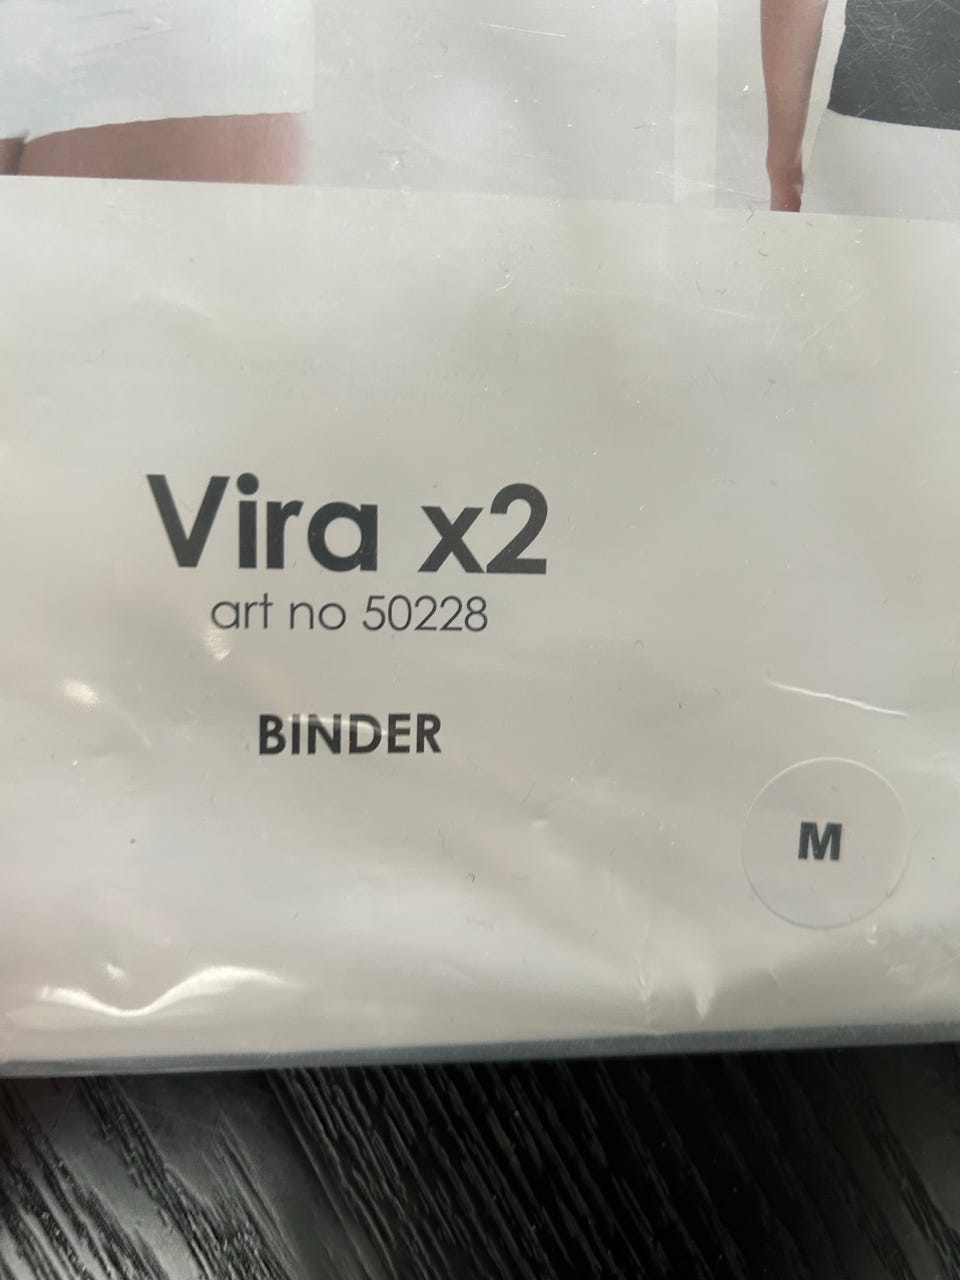 Vira x2
art no 50228
BINDER
M